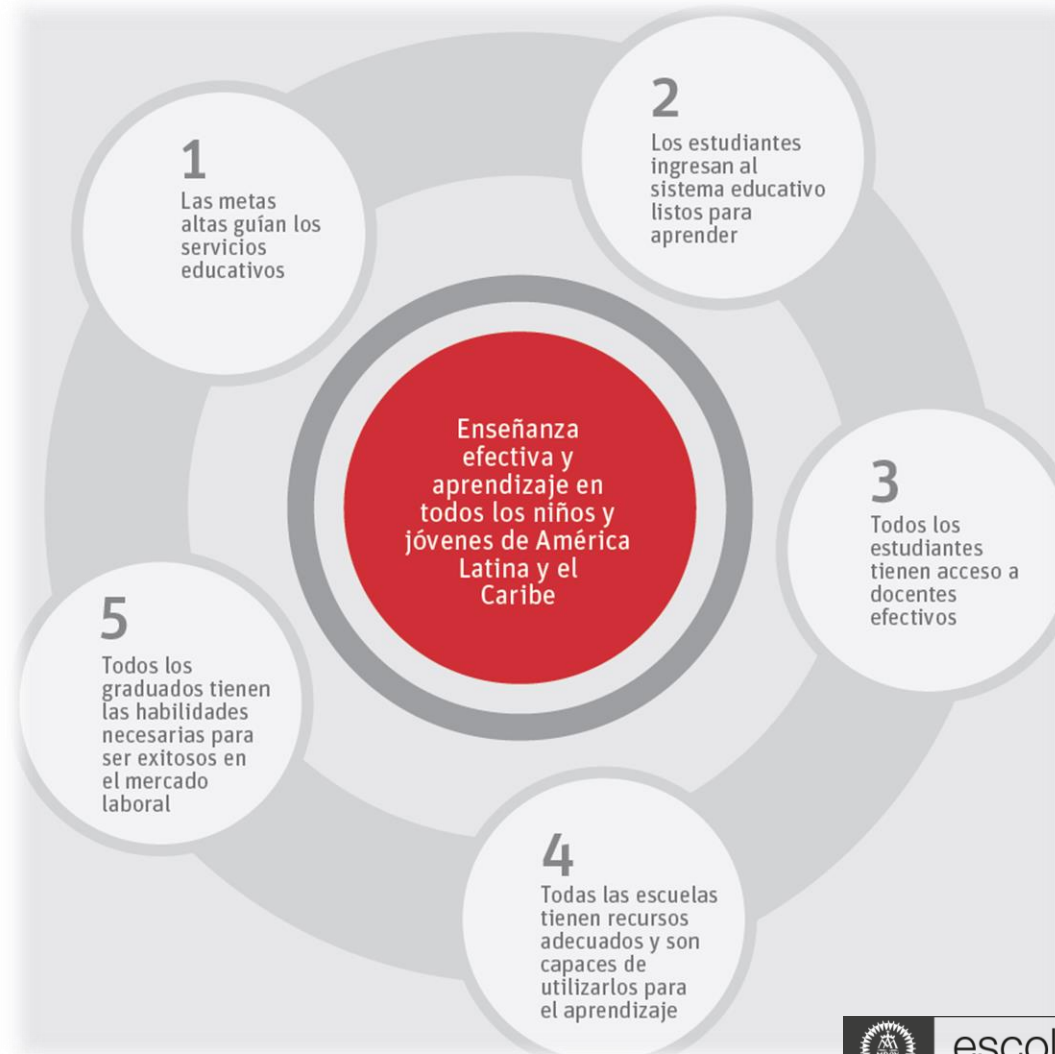 1
Las metas
altas guían los
servicios
educativos
2
Los estudiantes
ingresan al
sistema educativo
listos para
aprender
Enseñanza
efectiva y
aprendizaje en
todos los niños y
jóvenes de América
Latina y el
Caribe
3
Todos los
estudiantes
tienen acceso a
docentes
efectivos
4
Todas las escuelas
tienen recursos
adecuados y son
capaces de
utilizarlos para
el aprendizaje
5
Todos los
graduados tienen
las habilidades
necesarias para
ser exitosos en
el mercado
laboral